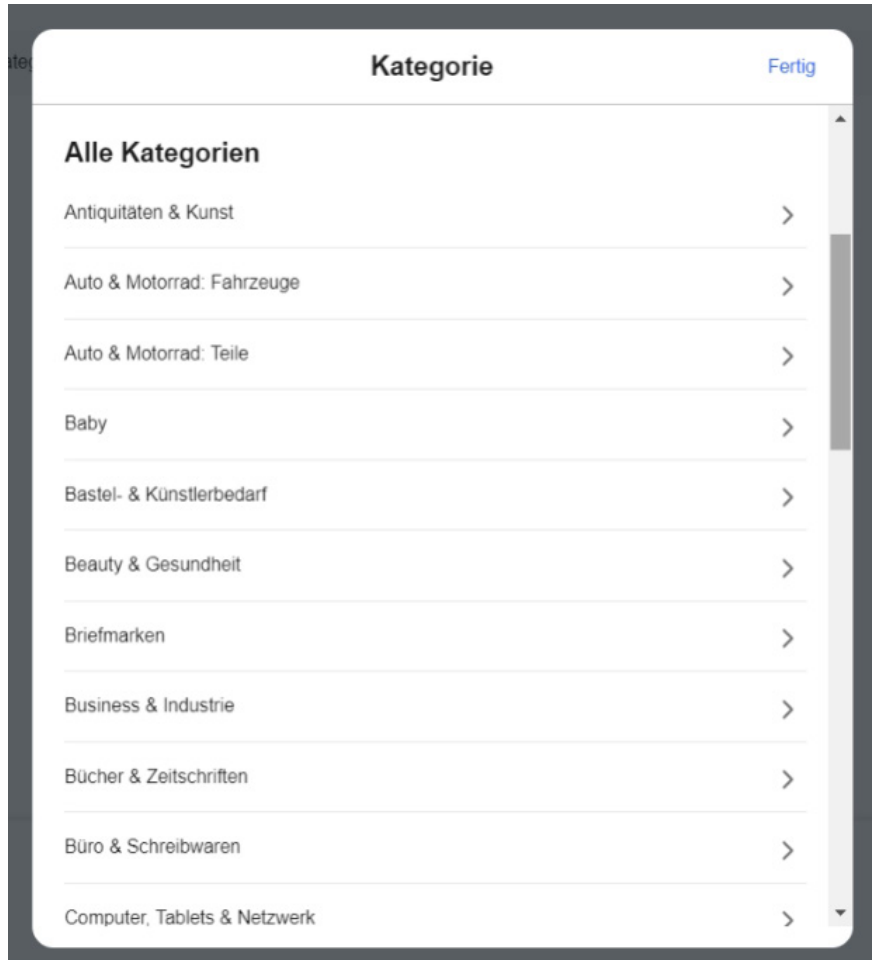 Kategorie
Fertig
Alle Kategorien
Antiquitäten & Kunst
Auto & Motorrad: Fahrzeuge
Auto & Motorrad: Teile
Baby
Bastel- & Künstlerbedarf
Beauty & Gesundheit
Briefmarken
Business & Industrie
Bücher & Zeitschriften
Büro & Schreibwaren
Computer, Tablets & Netzwerk